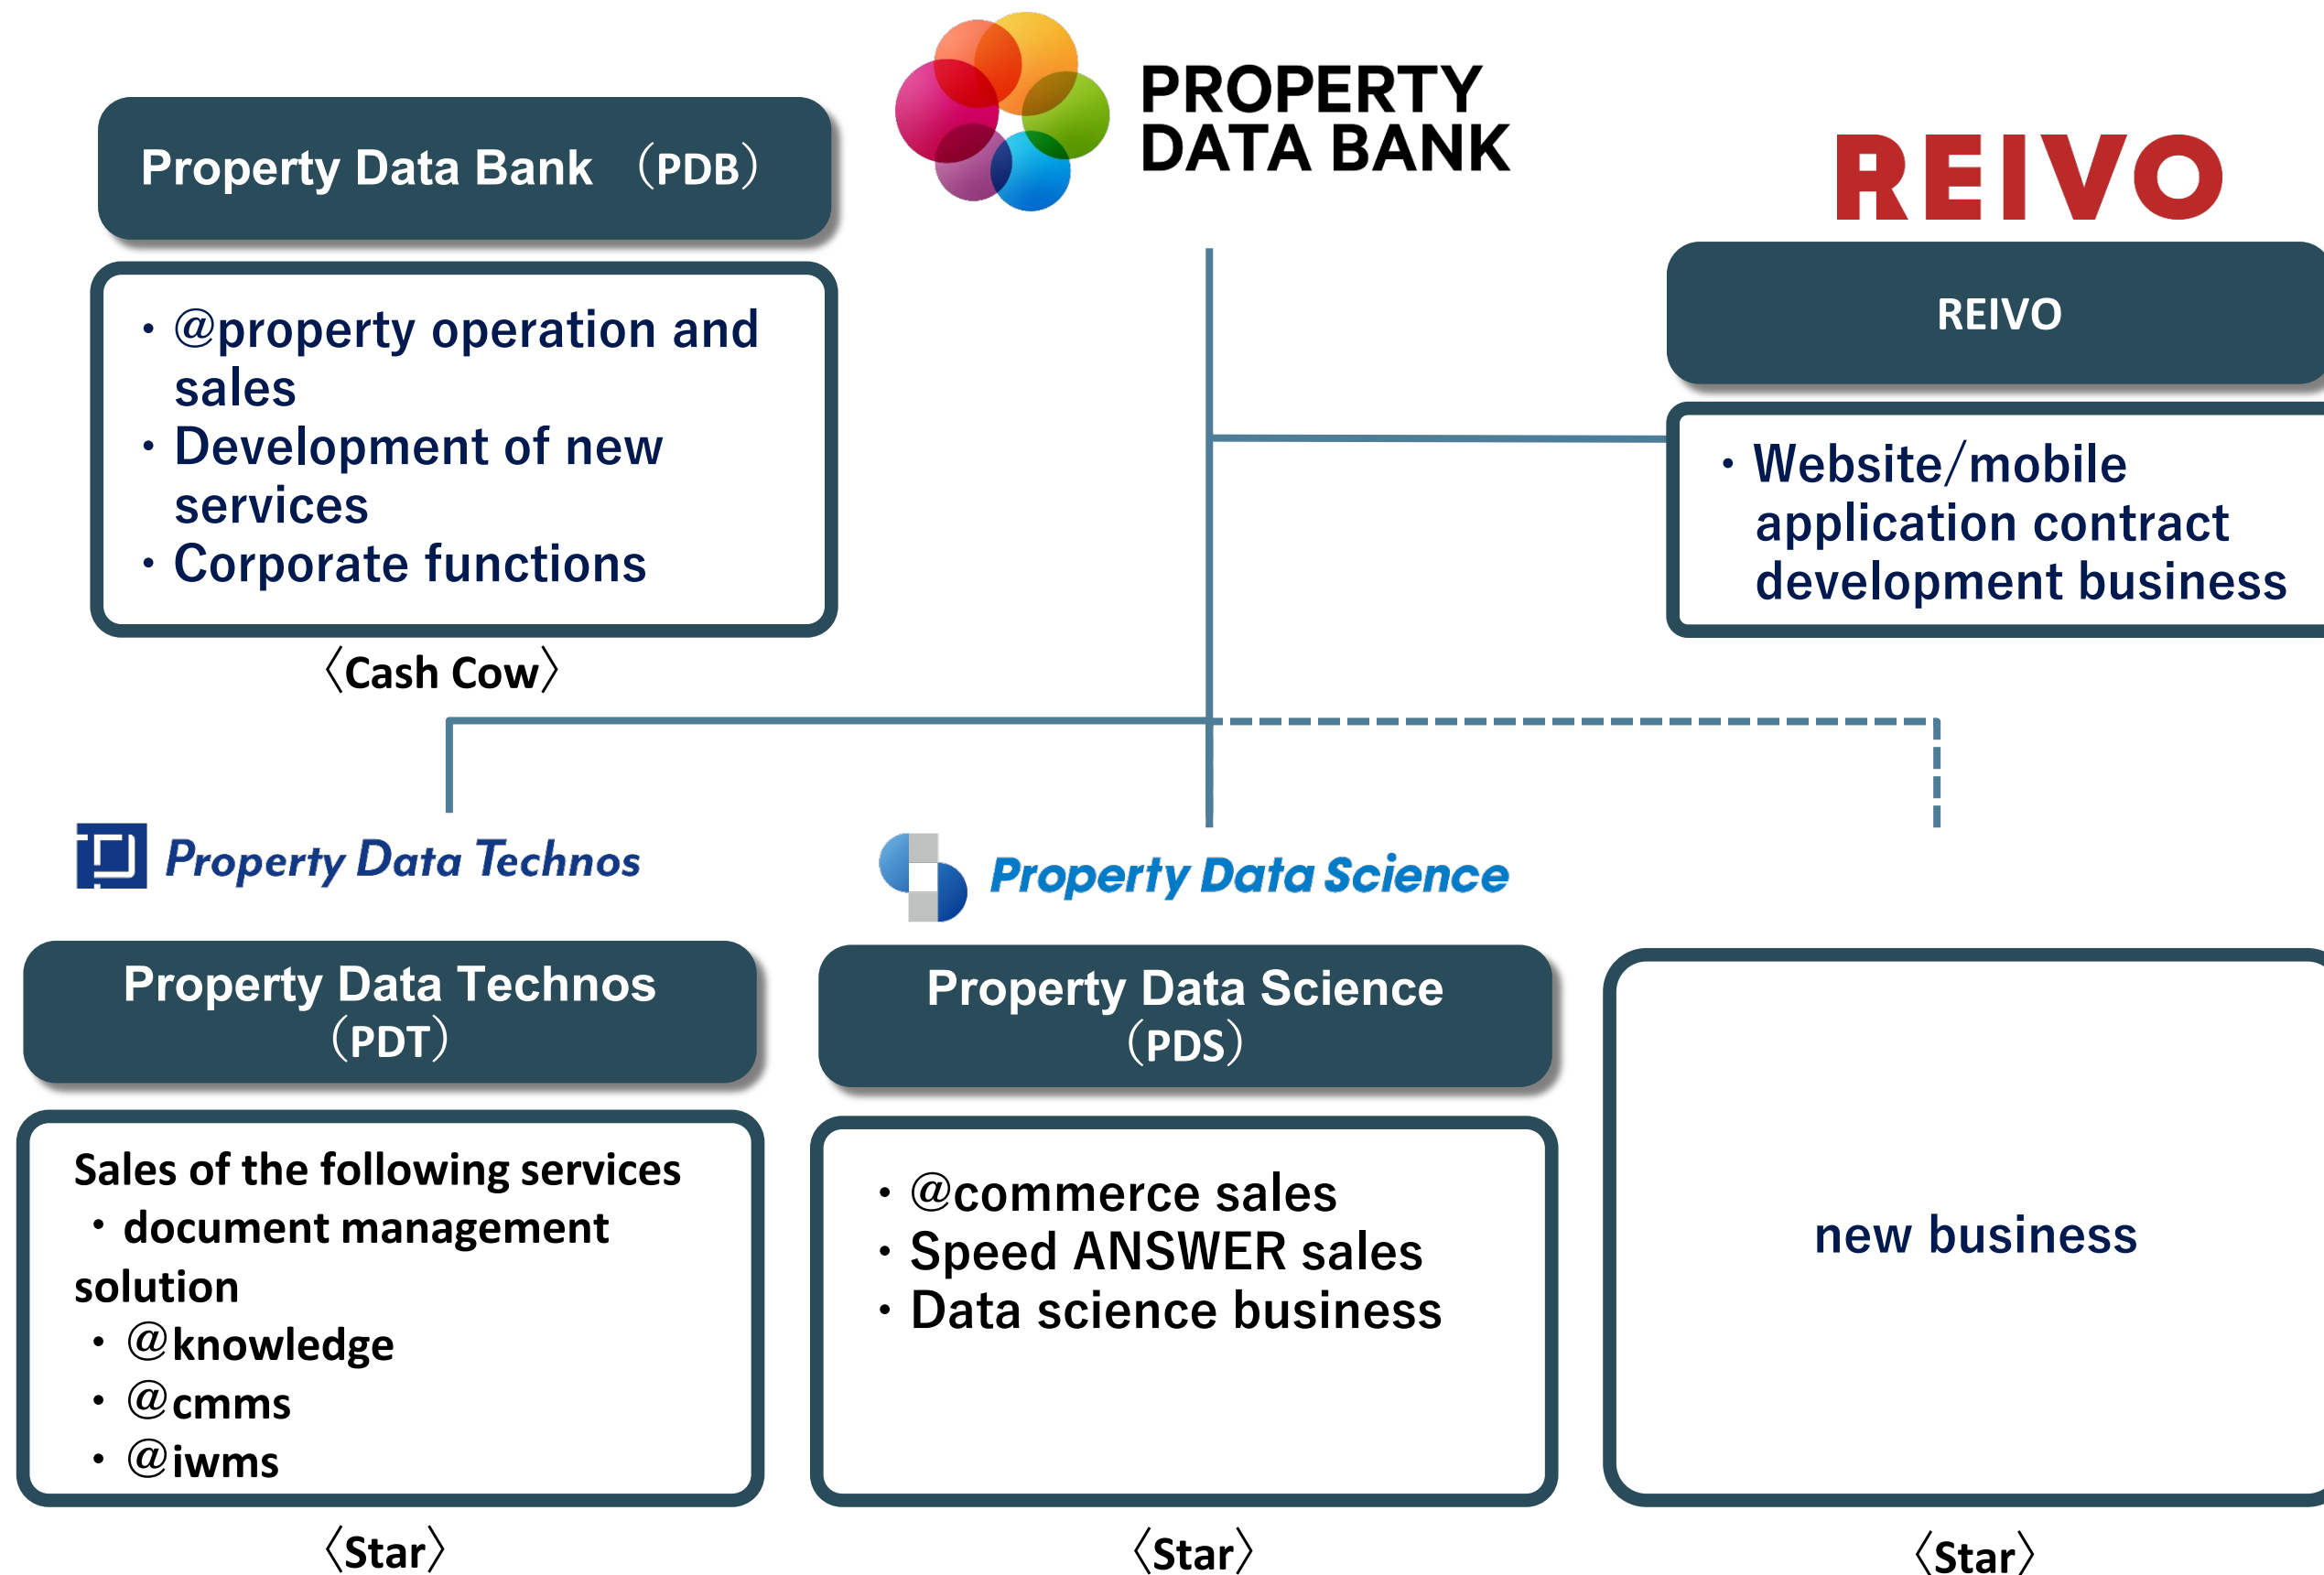 PROPERTY
DATA BANK
Property Data Bank （PDB）
・@property operation and
sales
・Development of new
services
・Corporate functions
〈Cash Cow〉
REIVO
REIVO
・Website/mobile
application contract
development business
Property Data Technos
Property Data Technos
（PDT）
Sales of the following services
・document management
solution
・@knowledge
・@cmms
・@iwms
〈Star〉
Property Data Science
Property Data Science
（PDS）
・@commerce sales
・Speed ANSWER sales
・Data science business
〈Star〉
new business
〈Star〉